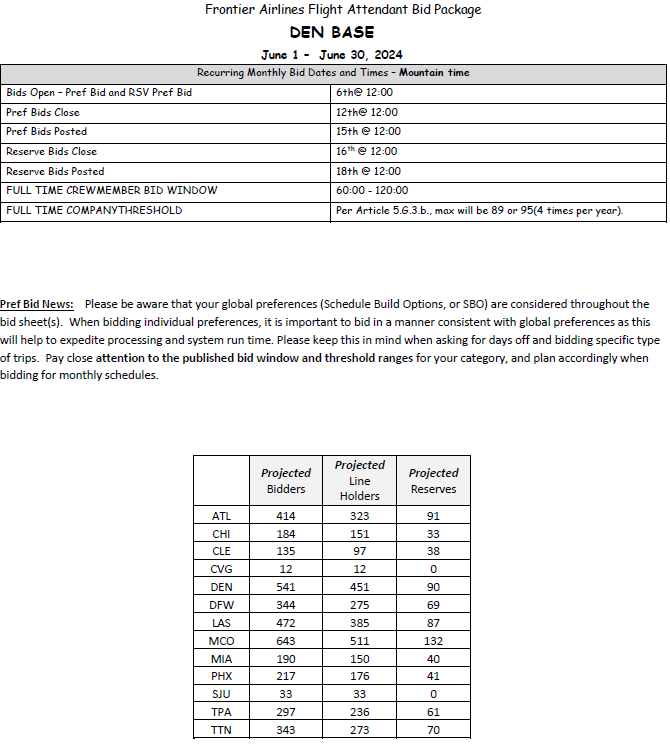 Frontier Airlines Flight Attendant Bid Package
DEN BASE
June 1 - June 30, 2024
Recurring Monthly Bid Dates and Times - Mountain time
Bids Open - Pref Bid and RSV Pref Bid 6th@ 12:00
Pref Bids Close 12th@ 12:00
Pref Bids Posted 15th @ 12:00
Reserve Bids Close 16th @ 12:00
Reserve Bids Posted 18th @ 12:00
FULL TIME CREWMEMBER BID WINDOW 60:00 - 120:00
FULL TIME COMPANYTHRESHOLD Per Article 5.G.3.b., max will be 89 or 95(4 times per year).
Pref Bid News: Please be aware that your global preferences (Schedule Build Options, or SBO) are considered throughout the
bid sheet(s). When bidding individual preferences, it is important to bid in a manner consistent with global preferences as this
will help to expedite processing and system run time. Please keep this in mind when asking for days off and bidding specific type
of trips. Pay close attention to the published bid window and threshold ranges for your category, and plan accordingly when
bidding for monthly schedules.
Projected Bidders Projected Line Holders Projected Reserves
ATL 414 323 91
CHI 184 151 33
CLE 135 97 38
CVG 12 12 0
DEN 541 451 90
DFW 344 275 69
LAS 472 385 87
MCO 643 511 132
MIA 190 150 40
PHX 217 176 41
SJU 33 33 0
TPA 297 236 61
TTN 343 273 70